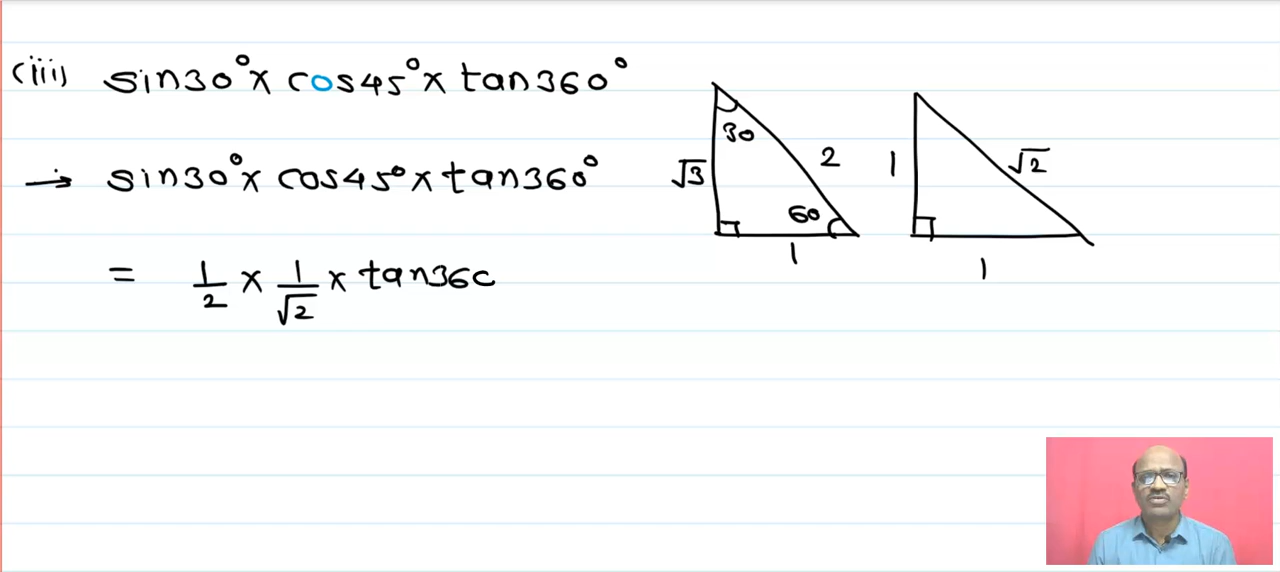 (iii) sin30° x cos45° x tan360°
→ sin30° x cos45° x tan360°
= 1/2 x 1/√2 x tan36c
30
√3
2
60
1
1
√2
1